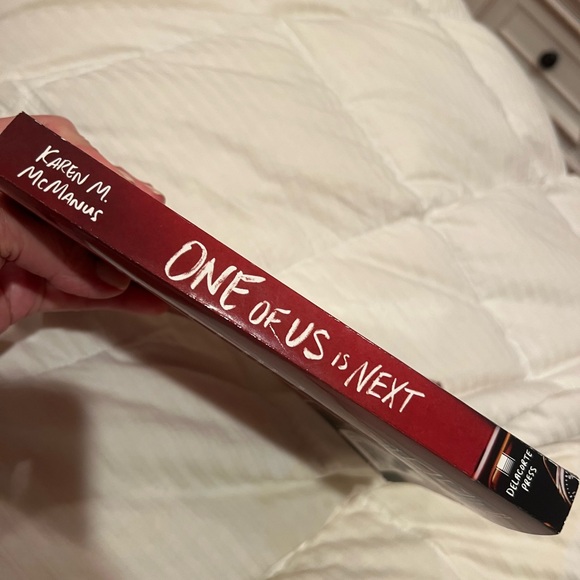 KAREN M.
McMANUS
ONE OF US IS NEXT
DELACORTE
PRESS